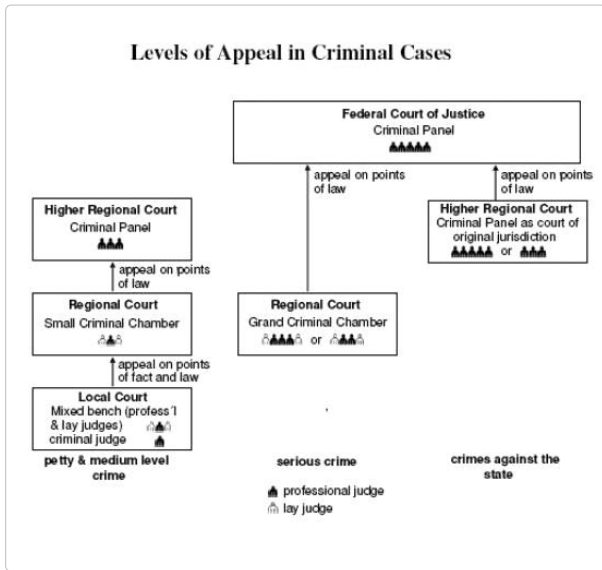 Levels of Appeal in Criminal Cases
Federal Court of Justice
Criminal Panel
appeal on points
of law
appeal on points
of law
Higher Regional Court
Criminal Panel
Higher Regional Court
Criminal Panel as court of
original jurisdiction
or
appeal on points
of law
Regional Court
Small Criminal Chamber
Regional Court
Grand Criminal Chamber
or
appeal on points
of fact and law
Local Court
Mixed bench (profess´l
& lay judges)
criminal judge
petty & medium level
crime
serious crime
crimes against the
state
professional judge
lay judge